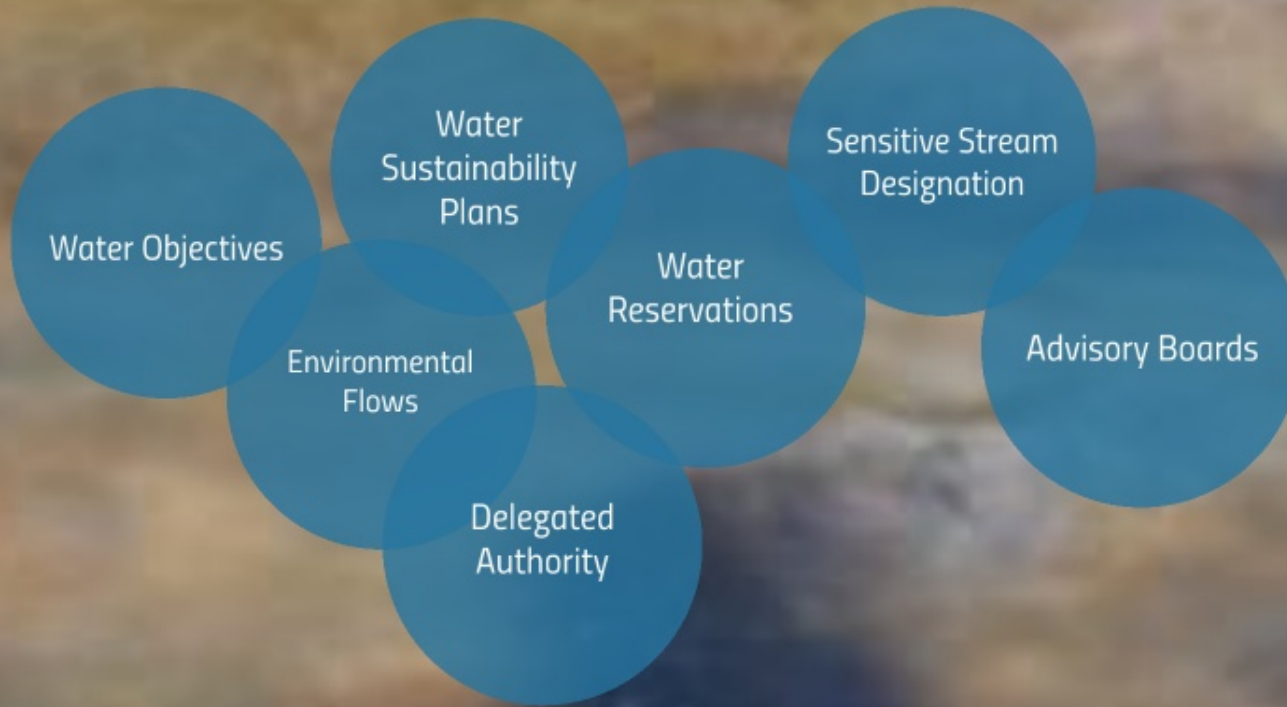 Water Objectives
Water
Sustainability
Plans
Environmental
Flows
Delegated
Authority
Water
Reservations
Sensitive Stream
Designation
Advisory Boards